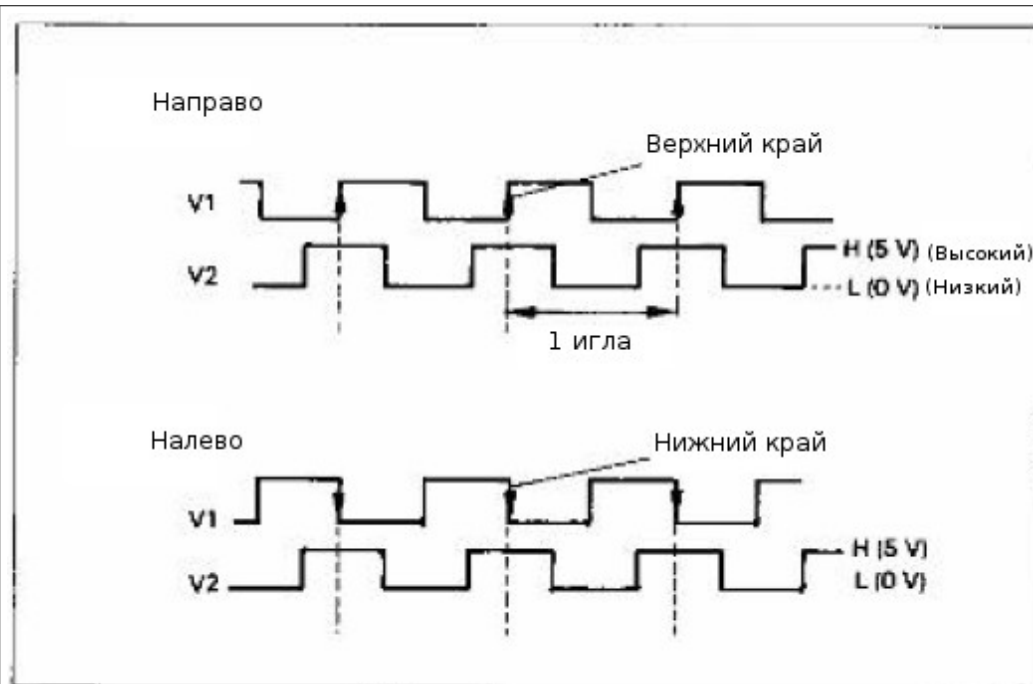 Направо
Верхний край
V1
H (5 V) (Высокий)
V2
L (0 V) (Низкий)
1 игла
Налево
Нижний край
V1
H (5 V)
V2
L (0 V)